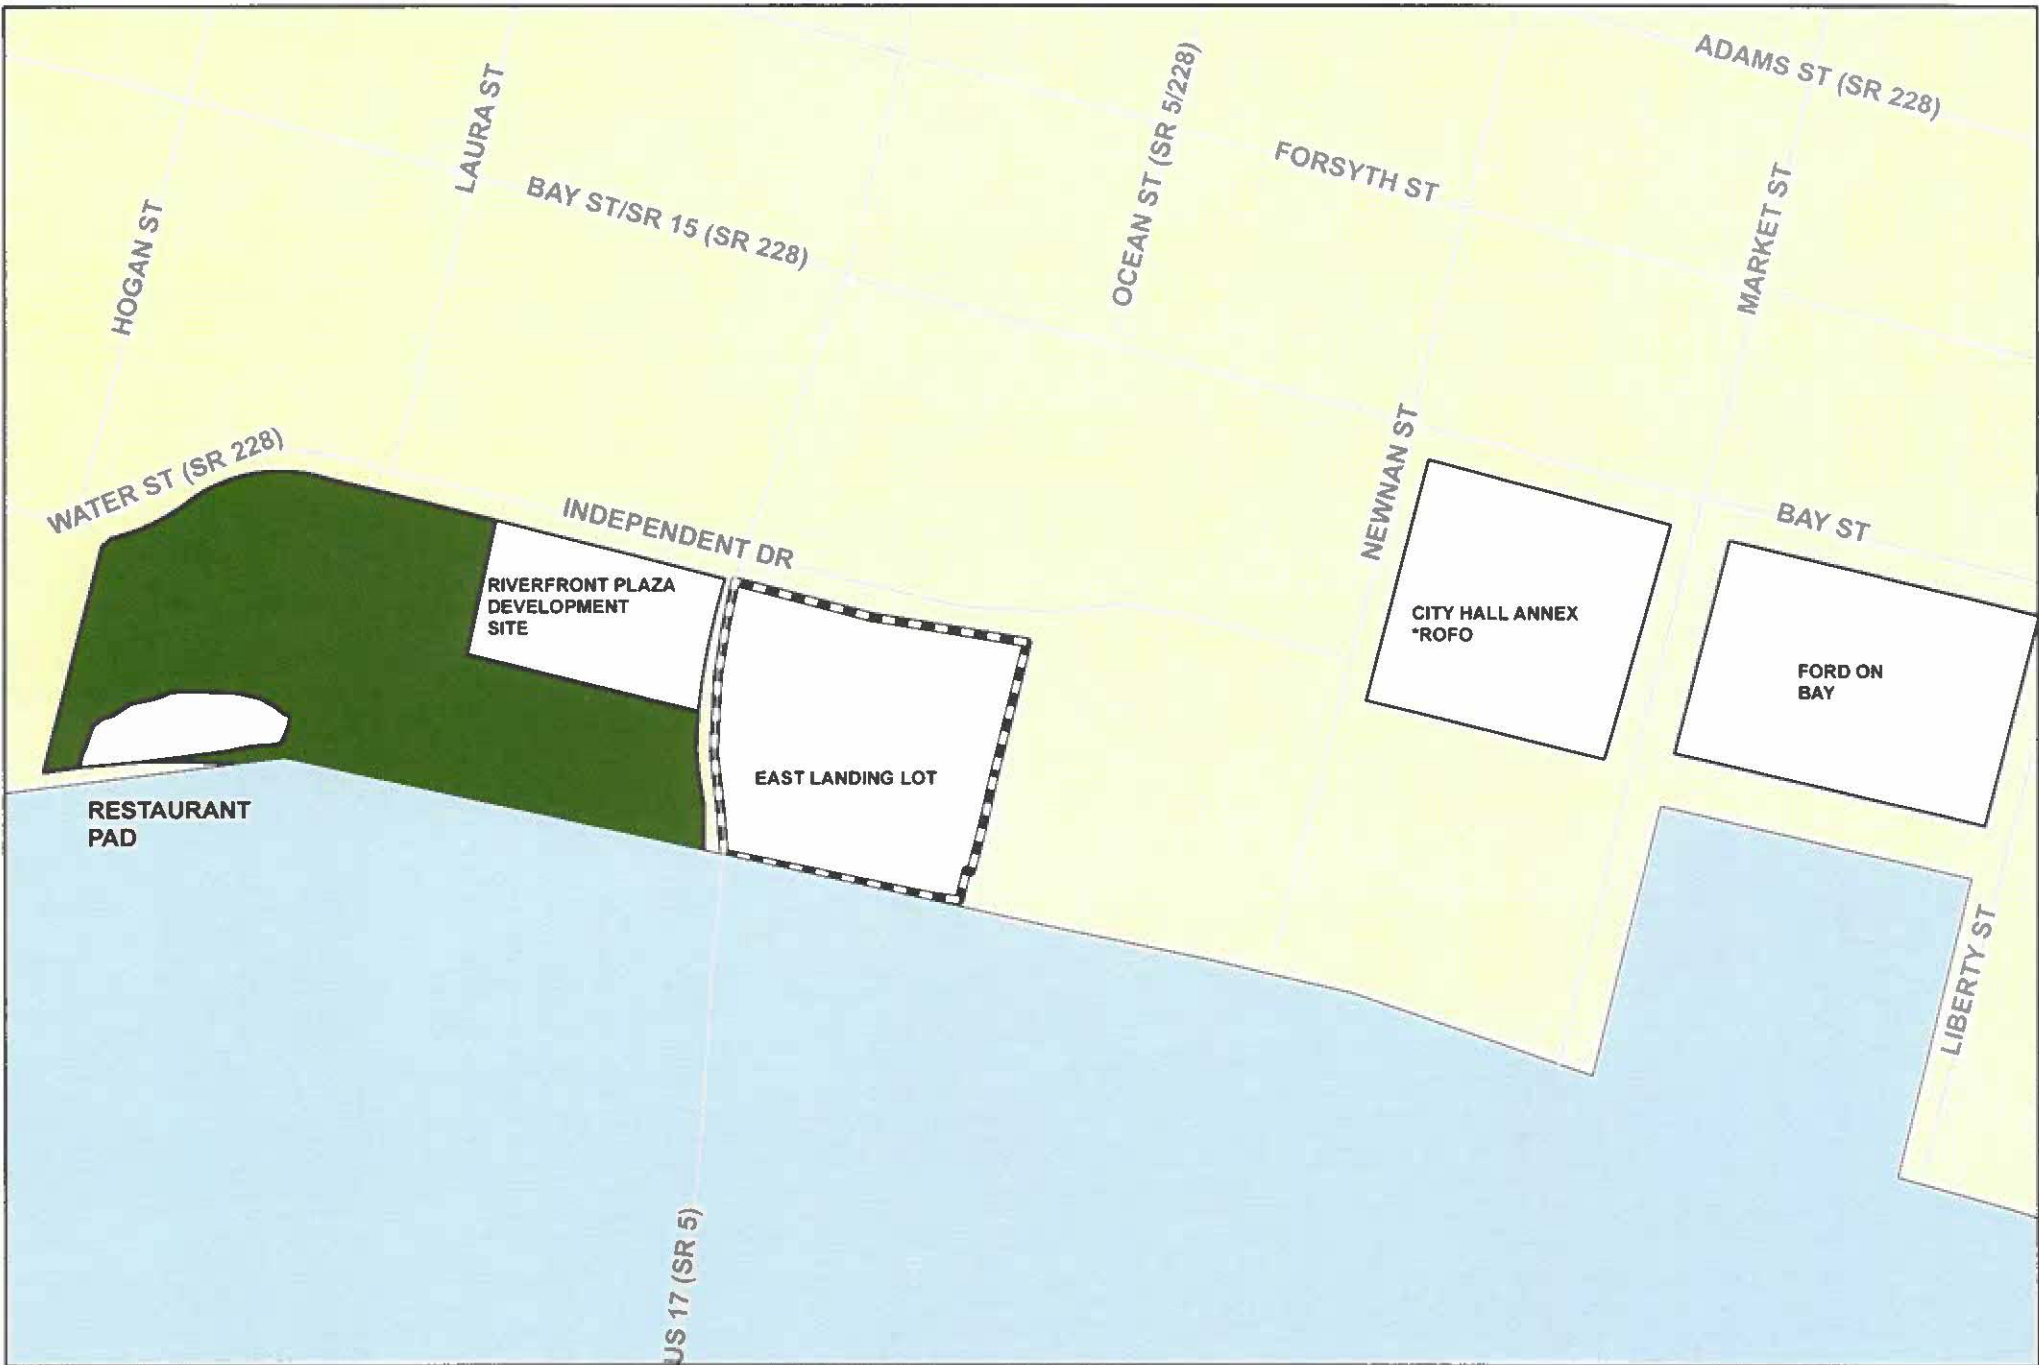 ADAMS ST (SR 228)
LAURA ST
OCEAN ST (SR 5/228)
FORSYTH ST
BAY ST/SR 15 (SR 228)
MARKET ST
HOGAN ST
WATER ST (SR 228)
NEWNAN ST
INDEPENDENT DR
BAY ST
RIVERFRONT PLAZA
DEVELOPMENT
SITE
CITY HALL ANNEX
*ROFO
FORD ON
BAY
EAST LANDING LOT
RESTAURANT
PAD
LIBERTY ST
US 17 (SR 5)